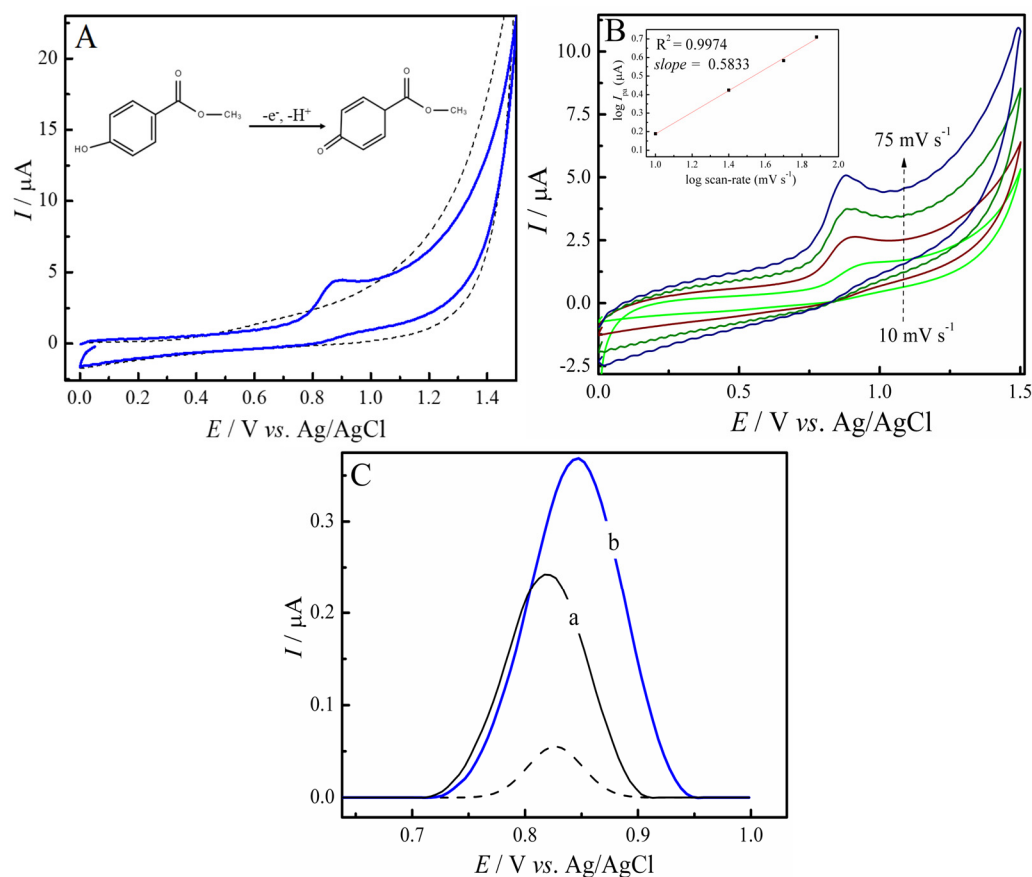 A
I / μA
20
15
10
5
0
0.0 0.2 0.4 0.6 0.8 1.0 1.2 1.4
E / V vs. Ag/AgCl
O
O
CH₃
HO
-e⁻, -H⁺
O
O
CH₃
O
B
I / μA
10.0
7.5
5.0
2.5
0.0
-2.5
0.0 0.5 1.0 1.5
E / V vs. Ag/AgCl
R² = 0.9974
slope = 0.5833
log Ipa (μA)
0.7
0.6
0.5
0.4
0.3
0.2
0.1
1.0 1.2 1.4 1.6 1.8 2.0
log scan-rate (mV s⁻¹)
75 mV s⁻¹
10 mV s⁻¹
C
I / μA
0.3
0.2
0.1
0.0
b
a
0.7 0.8 0.9 1.0
E / V vs. Ag/AgCl